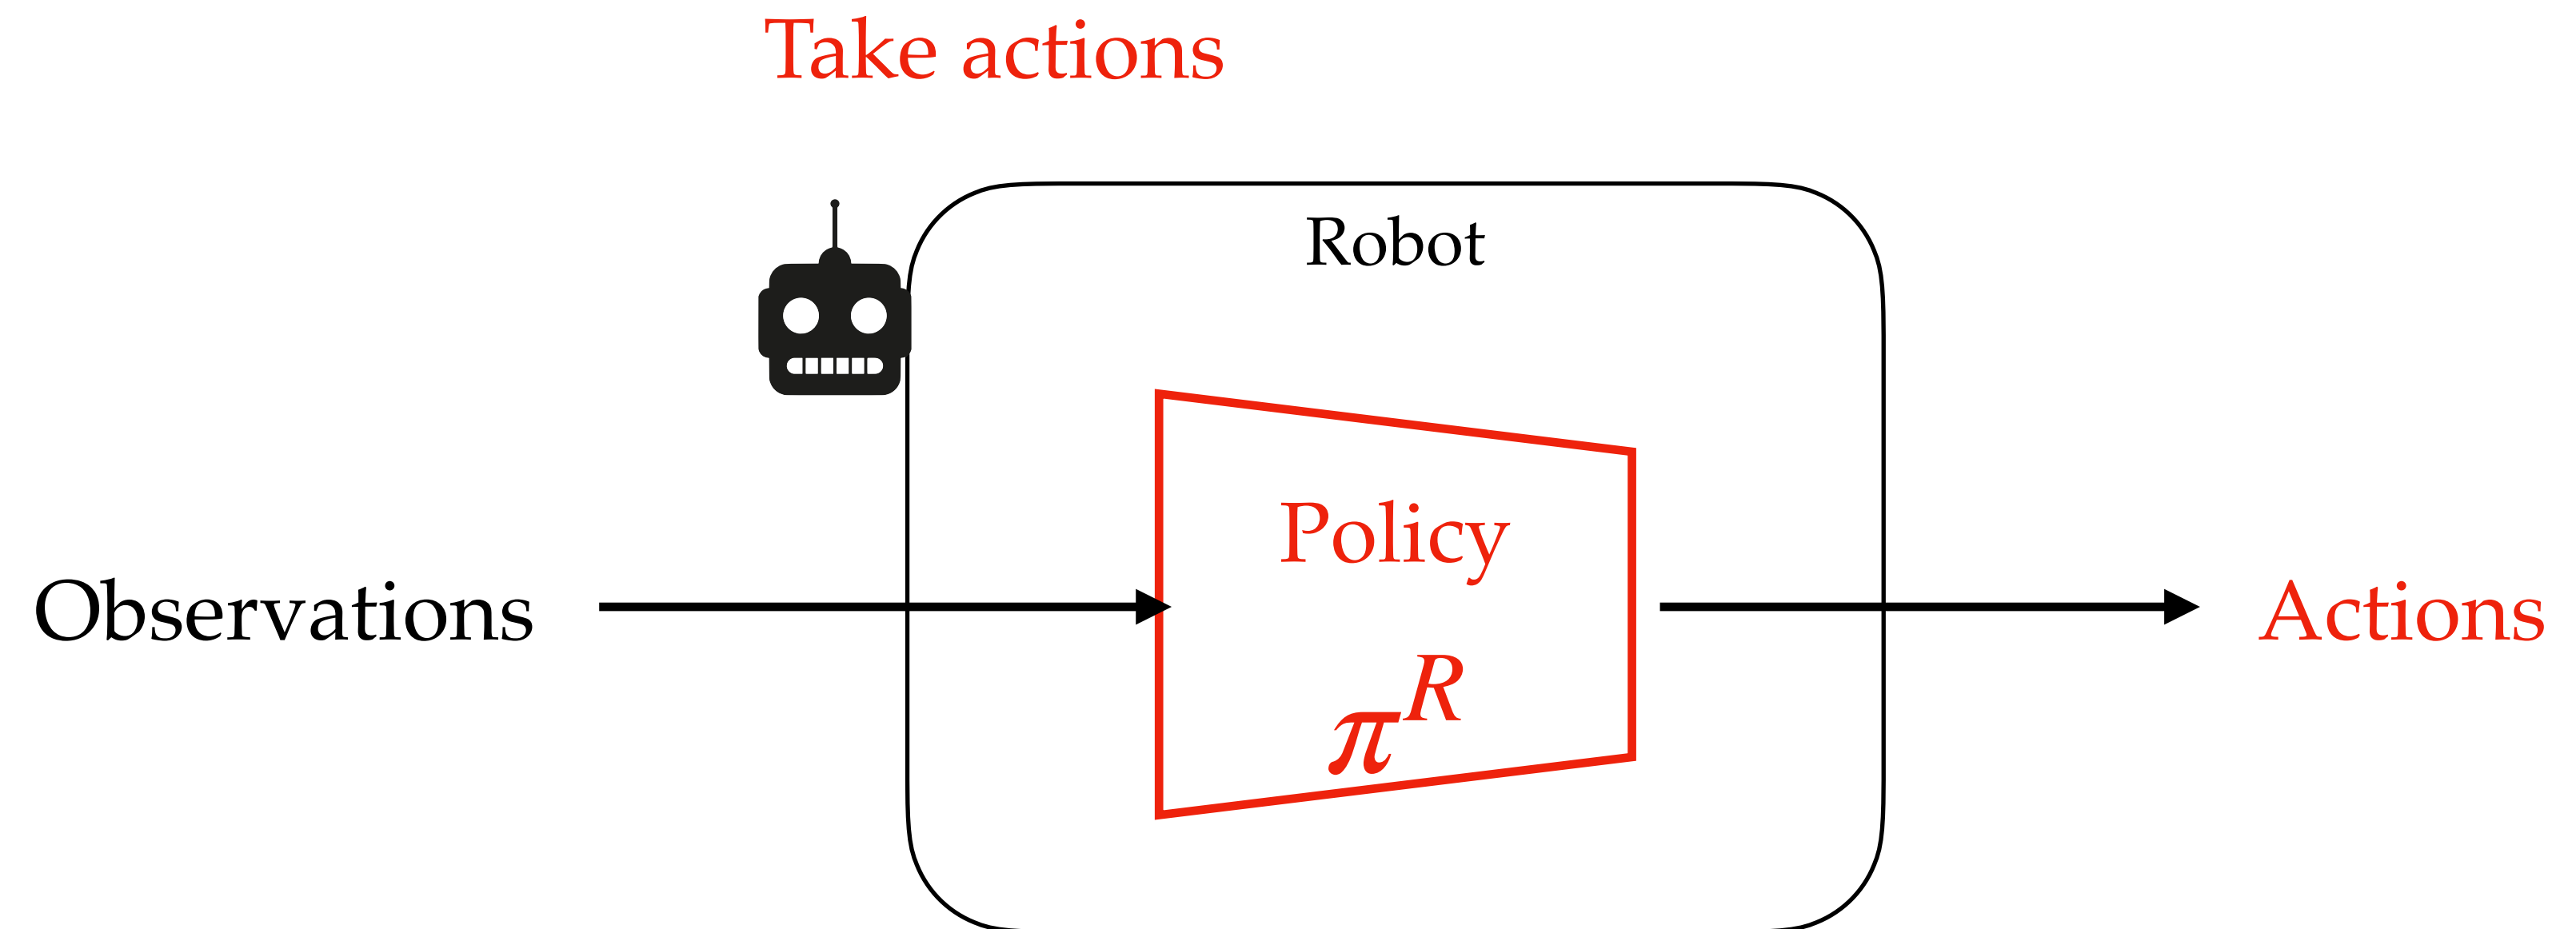 Take actions
Robot
Policy
Observations
Actions
π^R